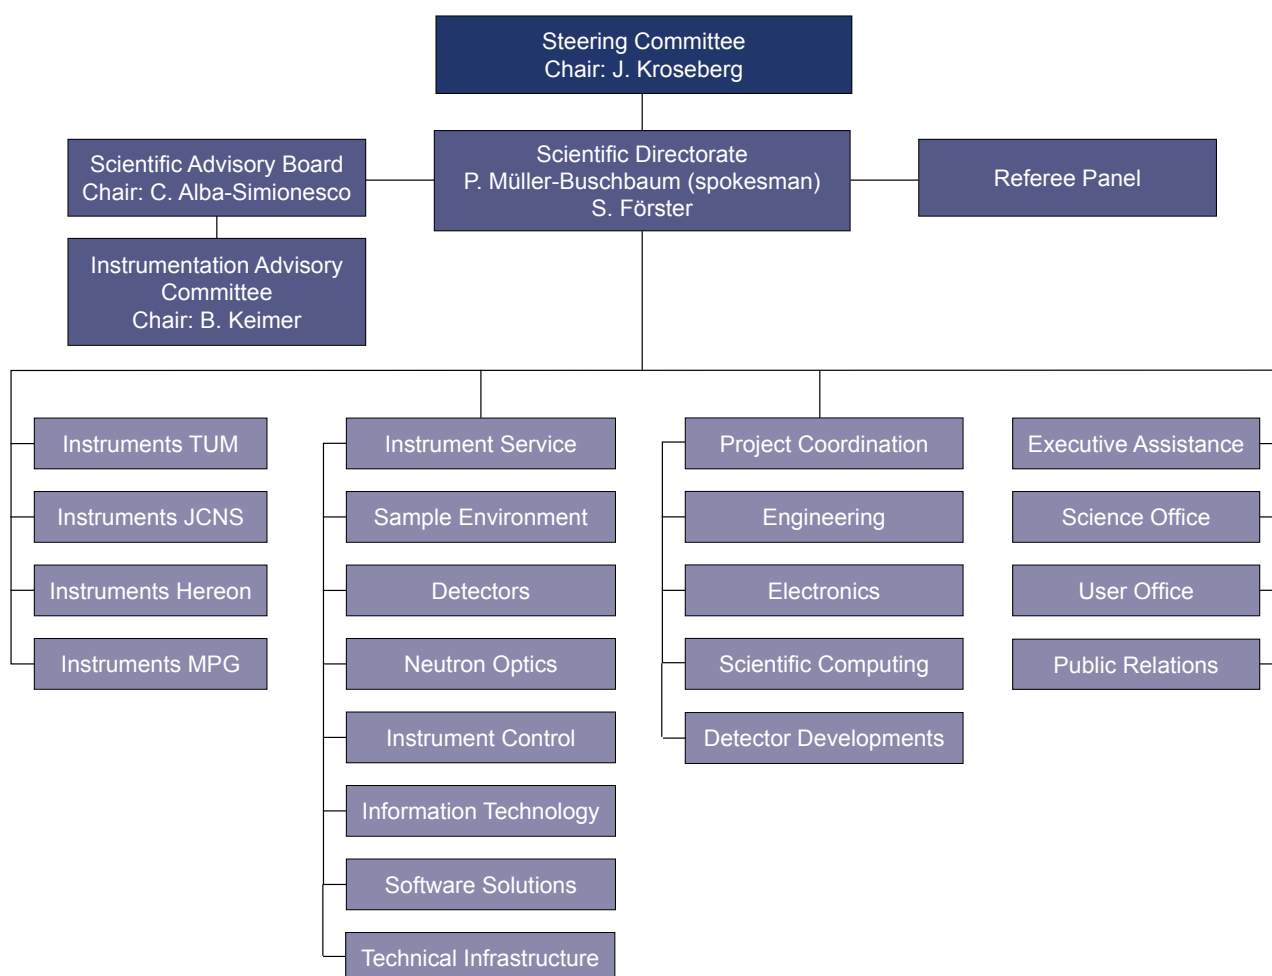 Steering Committee
Chair: J. Kroseberg
Scientific Advisory Board
Chair: C. Alba-Simionesco
Scientific Directorate
P. Müller-Buschbaum (spokesman)
S. Förster
Referee Panel
Instrumentation Advisory
Committee
Chair: B. Keimer
Instruments TUM
Instruments JCNS
Instruments Hereon
Instruments MPG
Instrument Service
Sample Environment
Detectors
Neutron Optics
Instrument Control
Information Technology
Software Solutions
Technical Infrastructure
Project Coordination
Engineering
Electronics
Scientific Computing
Detector Developments
Executive Assistance
Science Office
User Office
Public Relations